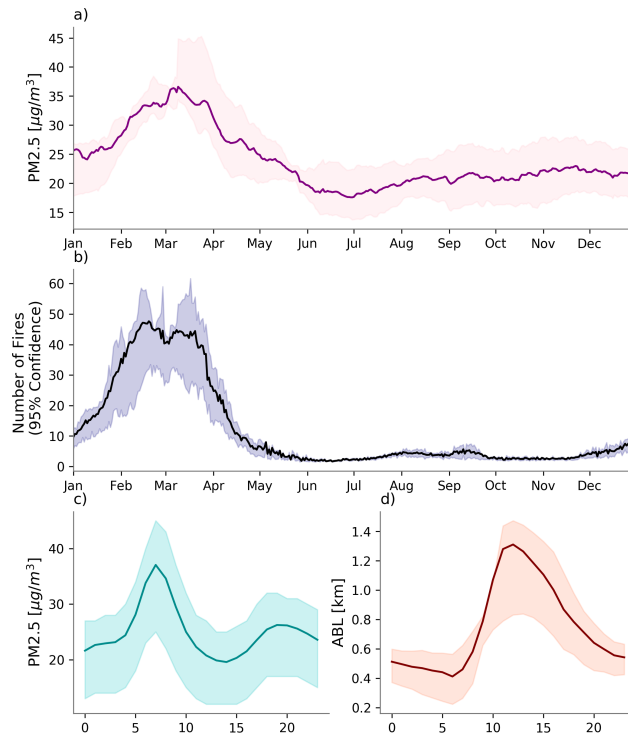 a)
PM2.5 [μg/m³]
45
40
35
30
25
20
15
Jan Feb Mar Apr May Jun Jul Aug Sep Oct Nov Dec
b)
Number of Fires
(95% Confidence)
60
50
40
30
20
10
0
Jan Feb Mar Apr May Jun Jul Aug Sep Oct Nov Dec
c)
PM2.5 [μg/m³]
40
30
20
0 5 10 15 20
d)
ABL [km]
1.4
1.2
1.0
0.8
0.6
0.4
0.2
0 5 10 15 20